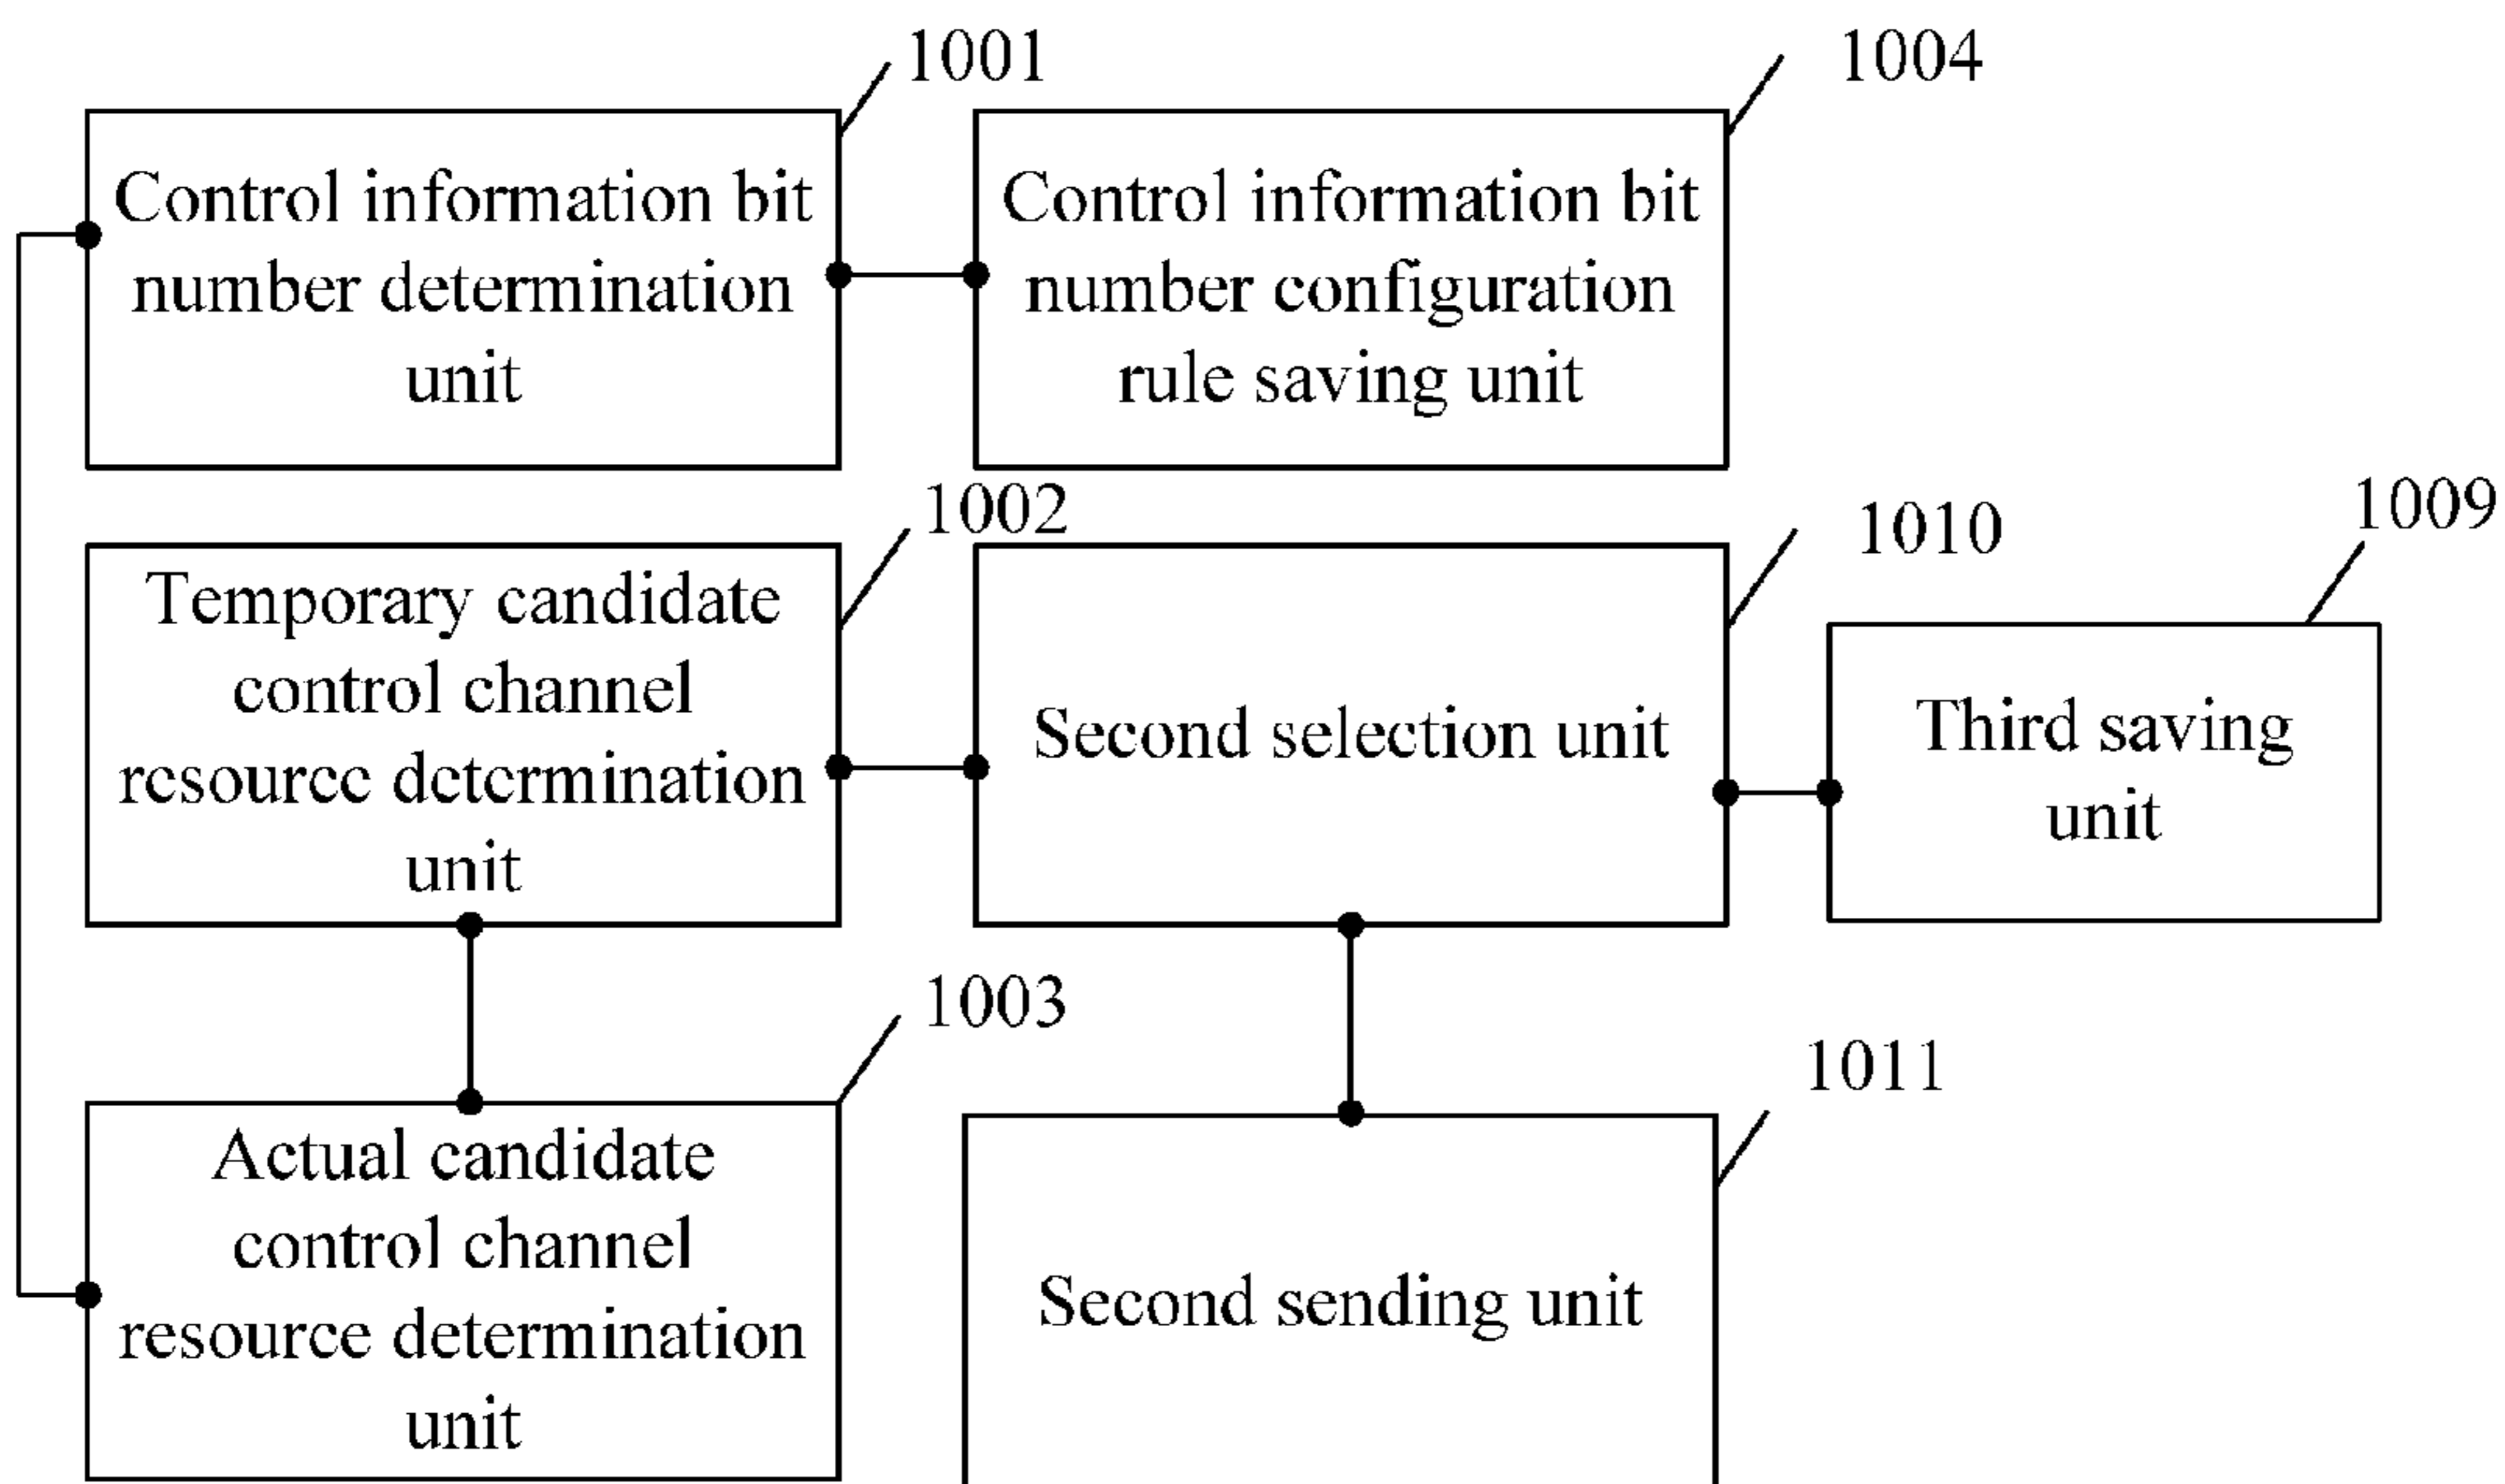 1001
1004
Control information bit
number determination
unit
Control information bit
number configuration
rule saving unit
1002
1010
1009
Temporary candidate
control channel
resource determination
unit
Second selection unit
Third saving
unit
1003
1011
Actual candidate
control channel
resource determination
unit
Second sending unit